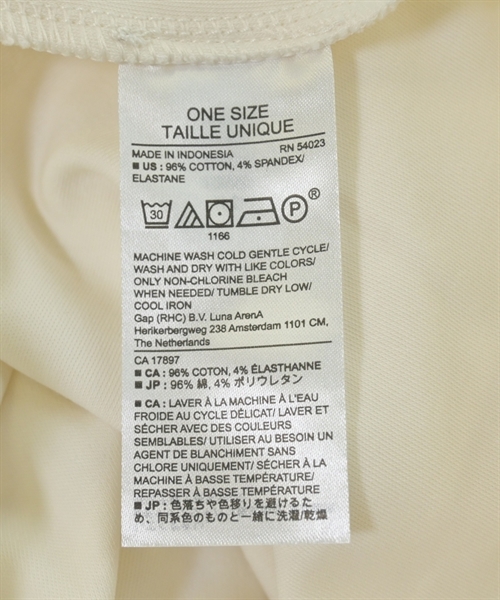 ONE SIZE
TAILLE UNIQUE
MADE IN INDONESIA RN 54023
■ US : 96% COTTON, 4% SPANDEX/
ELASTANE
30 P ®
1166
MACHINE WASH COLD GENTLE CYCLE/
WASH AND DRY WITH LIKE COLORS/
ONLY NON-CHLORINE BLEACH
WHEN NEEDED/ TUMBLE DRY LOW/
COOL IRON
Gap (RHC) B.V. Luna ArenA
Herikerbergweg 238 Amsterdam 1101 CM,
The Netherlands
CA 17897
■ CA : 96% COTON, 4% ÉLASTHANNE
■ JP : 96% 綿, 4% ポリウレタン
■ CA : LAVER À LA MACHINE À L'EAU
FROIDE AU CYCLE DÉLICAT/ LAVER ET
SÉCHER AVEC DES COULEURS
SEMBLABLES/ UTILISER AU BESOIN UN
AGENT DE BLANCHIMENT SANS
CHLORE UNIQUEMENT/ SÉCHER À LA
MACHINE À BASSE TEMPÉRATURE/
REPASSER À BASSE TEMPÉRATURE
■ JP : 色落ちや色移りを避けるた
め、同系色のものと一緒に洗濯/乾燥